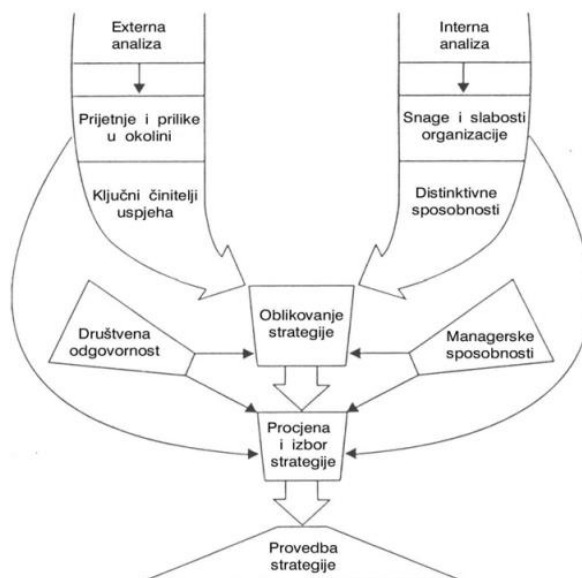 Externa
analiza
Interna
analiza
Prijetnje i prilike
u okolini
Snage i slabosti
organizacije
Ključni činitelji
uspjeha
Distinktivne
sposobnosti
Oblikovanje
strategije
Društvena
odgovornost
Managerske
sposobnosti
Procjena
i izbor
strategije
Provedba
strategije